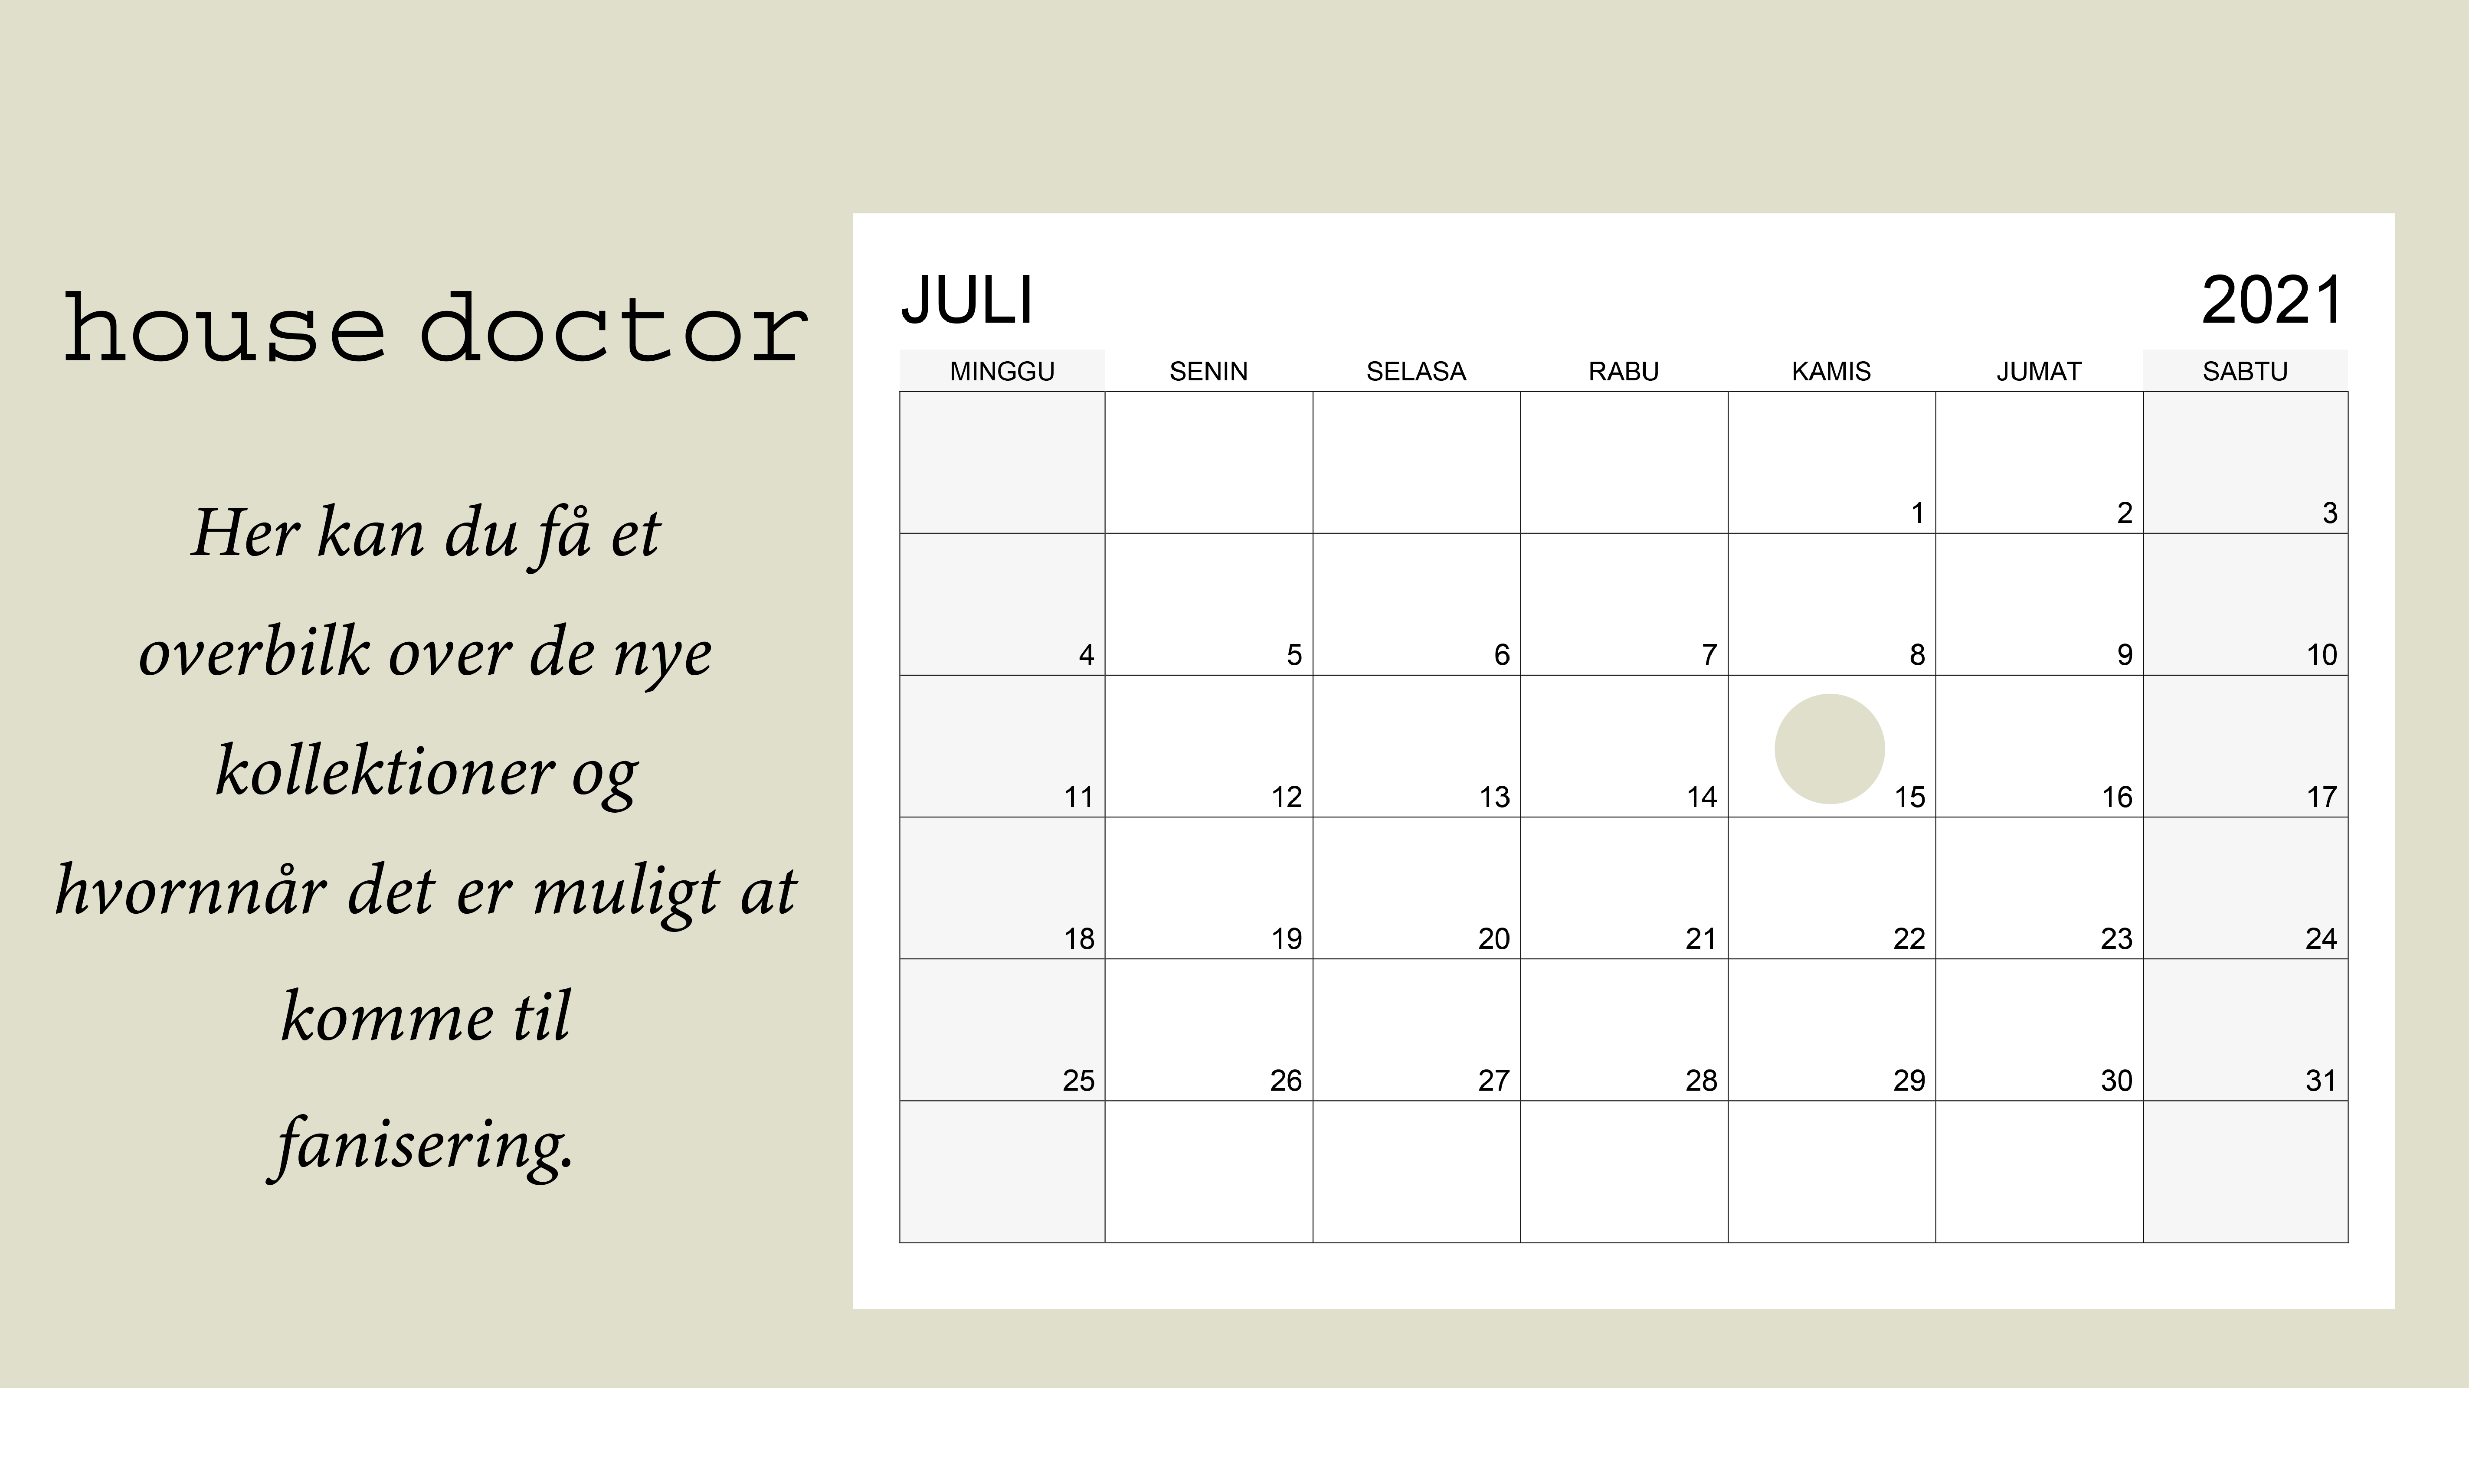 house doctor
Her kan du få et
overbilk over de nye
kollektioner og
hvornnår det er muligt at
komme til
fanisering.
JULI 2021
MINGGU SENIN SELASA RABU KAMIS JUMAT SABTU
1 2 3
4 5 6 7 8 9 10
11 12 13 14 15 16 17
18 19 20 21 22 23 24
25 26 27 28 29 30 31